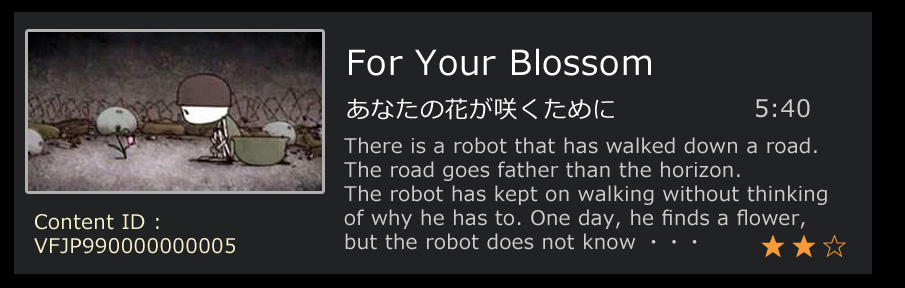 For Your Blossom
あなたの花が咲くために 5:40
There is a robot that has walked down a road.
The road goes father than the horizon.
The robot has kept on walking without thinking
of why he has to. One day, he finds a flower,
but the robot does not know ・・・
Content ID :
VFJP990000000005